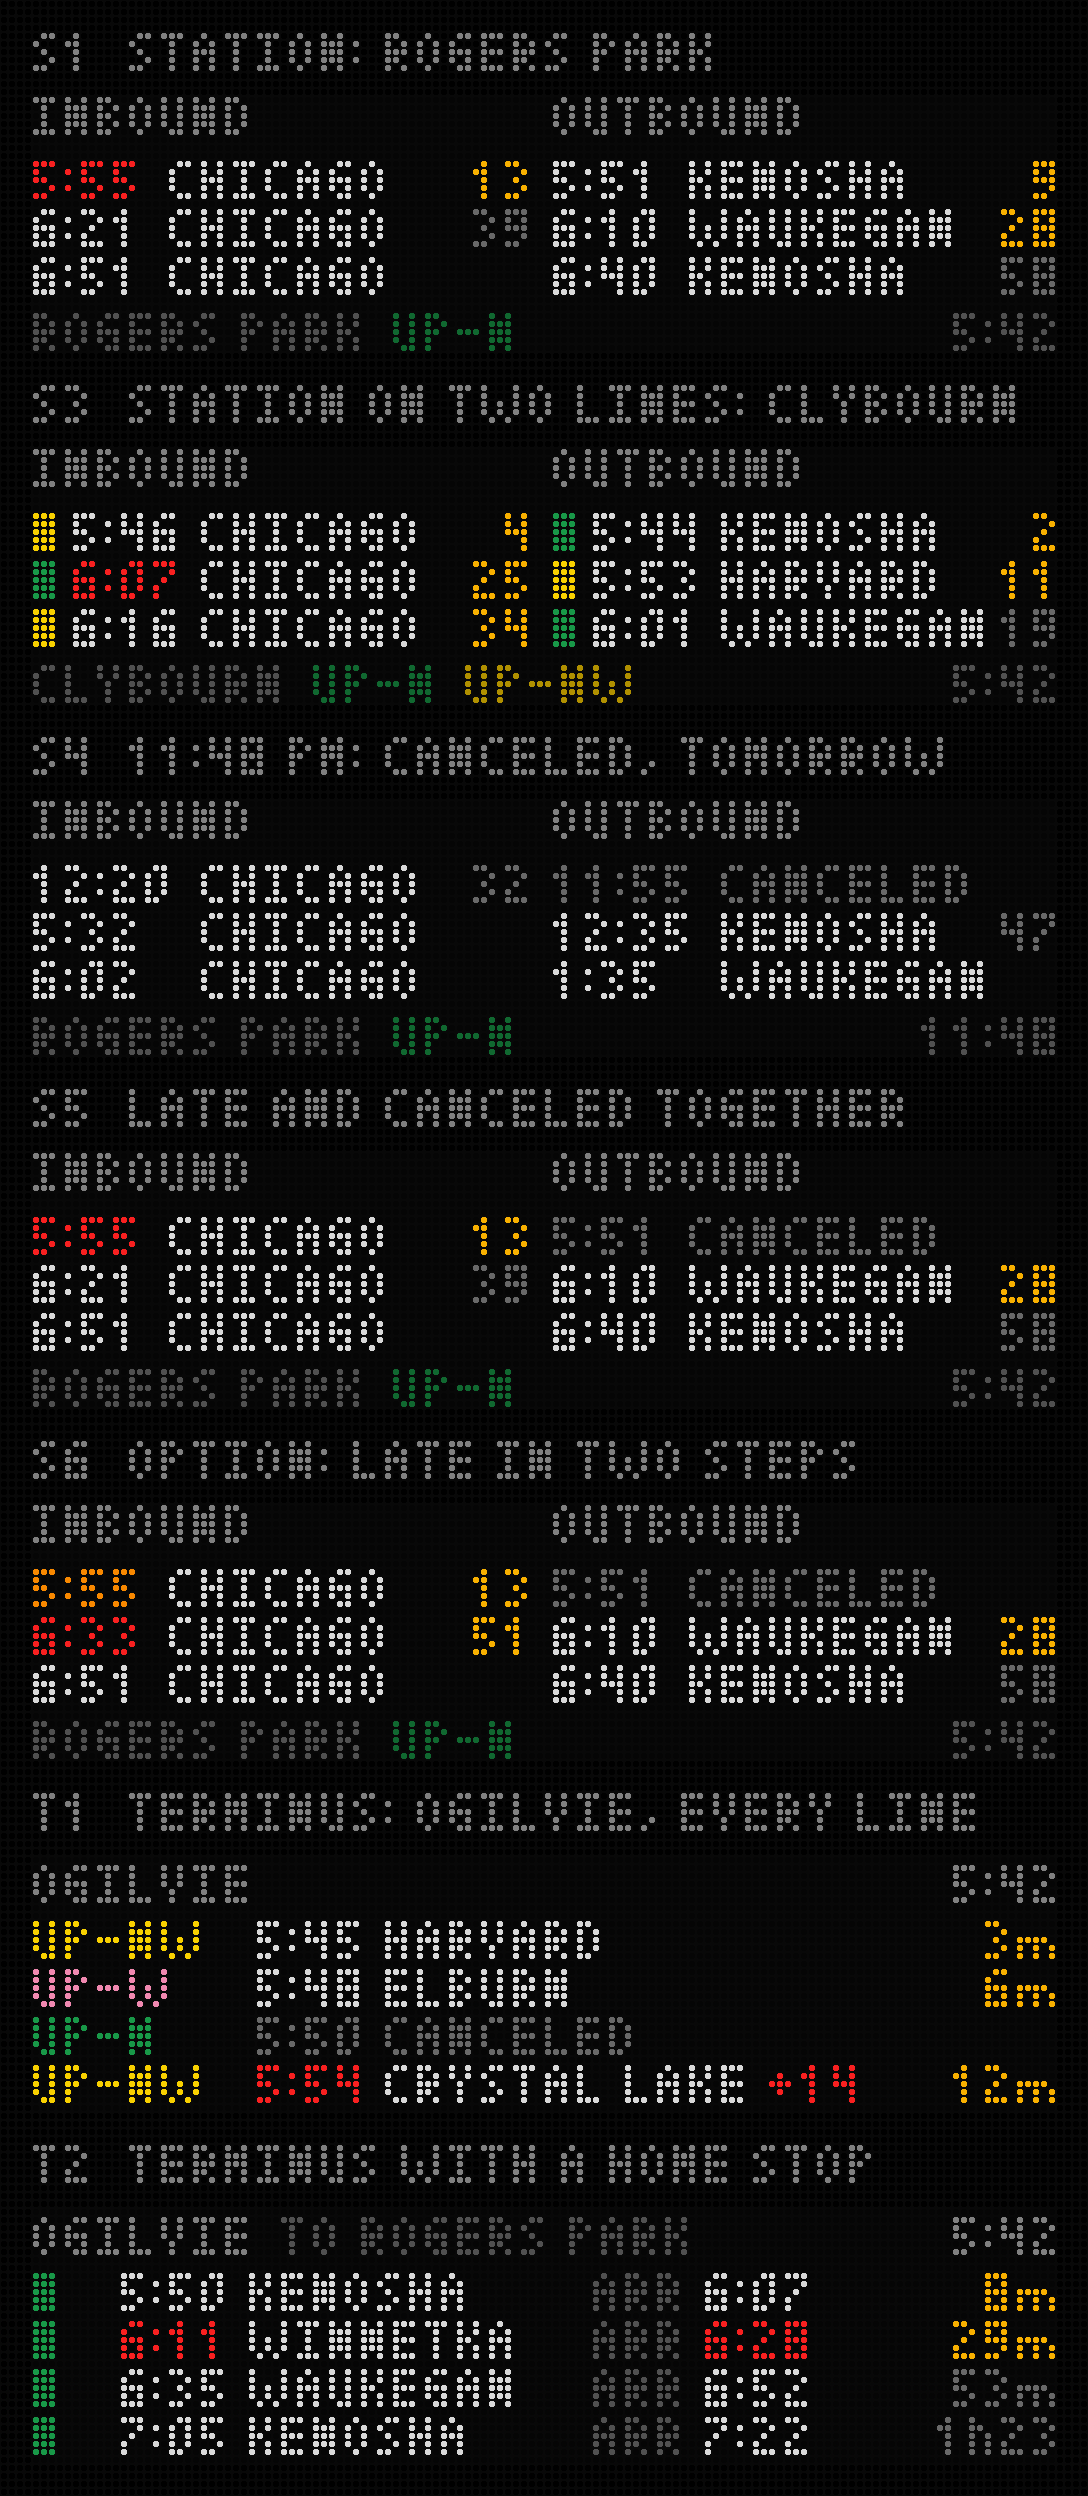 S1 STATION: ROGERS PARK
INBOUND OUTBOUND
5:55 CHICAGO 13 5:51 KENOSHA 9
6:21 CHICAGO 39 6:10 WAUKEGAN 28
6:51 CHICAGO 6:40 KENOSHA 58
ROGERS PARK UP-N 5:42
S3 STATION ON TWO LINES: CLYBOURN
INBOUND OUTBOUND
5:46 CHICAGO 4 5:44 KENOSHA 2
6:07 CHICAGO 25 5:53 HARVARD 11
6:16 CHICAGO 34 6:01 WAUKEGAN 19
CLYBOURN UP-N UP-NW 5:42
S4 11:48 PM: CANCELED, TOMORROW
INBOUND OUTBOUND
12:20 CHICAGO 32 11:55 CANCELED
5:32 CHICAGO 12:35 KENOSHA 47
6:02 CHICAGO 1:35 WAUKEGAN
ROGERS PARK UP-N 11:48
S5 LATE AND CANCELED TOGETHER
INBOUND OUTBOUND
5:55 CHICAGO 13 5:51 CANCELED
6:21 CHICAGO 39 6:10 WAUKEGAN 28
6:51 CHICAGO 6:40 KENOSHA 58
ROGERS PARK UP-N 5:42
S6 OPTION: LATE IN TWO STEPS
INBOUND OUTBOUND
5:55 CHICAGO 13 5:51 CANCELED
6:33 CHICAGO 51 6:10 WAUKEGAN 28
6:51 CHICAGO 6:40 KENOSHA 58
ROGERS PARK UP-N 5:42
T1 TERMINUS: OGILVIE, EVERY LINE
OGILVIE 5:42
UP-NW 5:45 HARVARD 3m
UP-W 5:48 ELBURN 6m
UP-N 5:50 CANCELED
UP-NW 5:54 CRYSTAL LAKE +14 12m
T2 TERMINUS WITH A HOME STOP
OGILVIE TO ROGERS PARK 5:42
5:50 KENOSHA ARR 6:07 8m
6:11 WINNETKA ARR 6:28 29m
6:35 WAUKEGAN ARR 6:52 53m
7:05 KENOSHA ARR 7:22 1h23